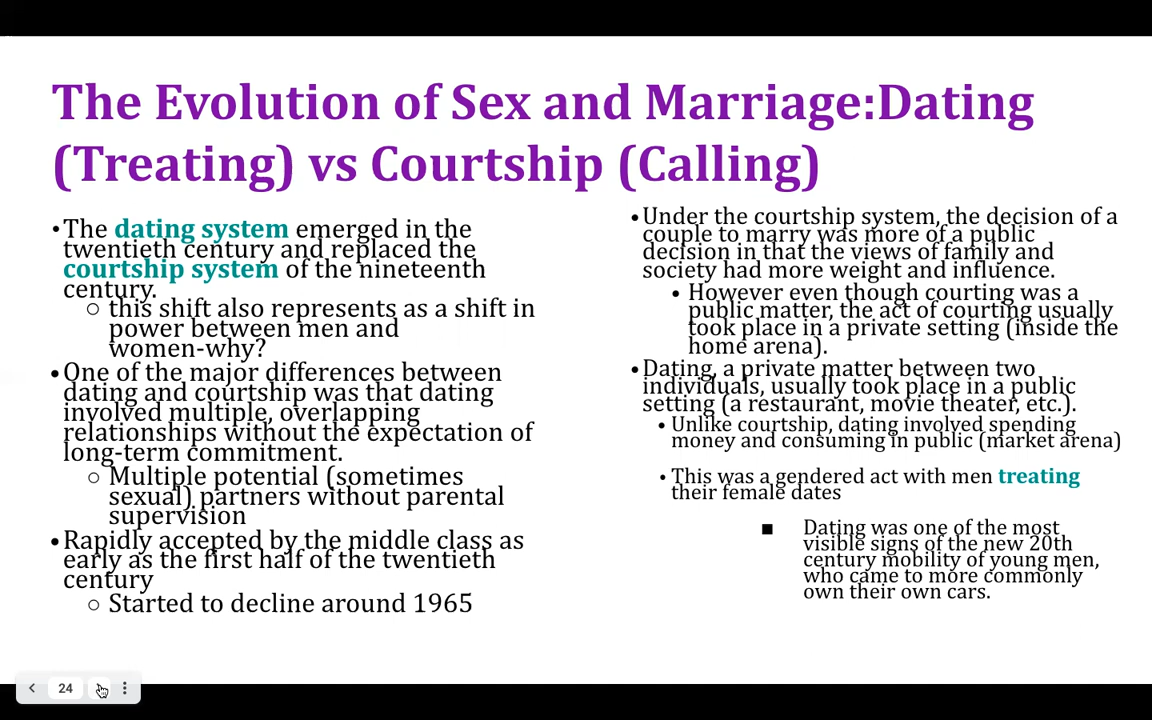 The Evolution of Sex and Marriage:Dating
(Treating) vs Courtship (Calling)
•The dating system emerged in the
twentieth century and replaced the
courtship system of the nineteenth
century.
○ this shift also represents as a shift in
power between men and
women-why?
•One of the major differences between
dating and courtship was that dating
involved multiple, overlapping
relationships without the expectation of
long-term commitment.
○ Multiple potential (sometimes
sexual) partners without parental
supervision
•Rapidly accepted by the middle class as
early as the first half of the twentieth
century
○ Started to decline around 1965
•Under the courtship system, the decision of a
couple to marry was more of a public
decision in that the views of family and
society had more weight and influence.
• However even though courting was a
public matter, the act of courting usually
took place in a private setting (inside the
home arena).
•Dating, a private matter between two
individuals, usually took place in a public
setting (a restaurant, movie theater, etc.).
• Unlike courtship, dating involved spending
money and consuming in public (market arena)
• This was a gendered act with men treating
their female dates
■ Dating was one of the most
visible signs of the new 20th
century mobility of young men,
who came to more commonly
own their own cars.
24